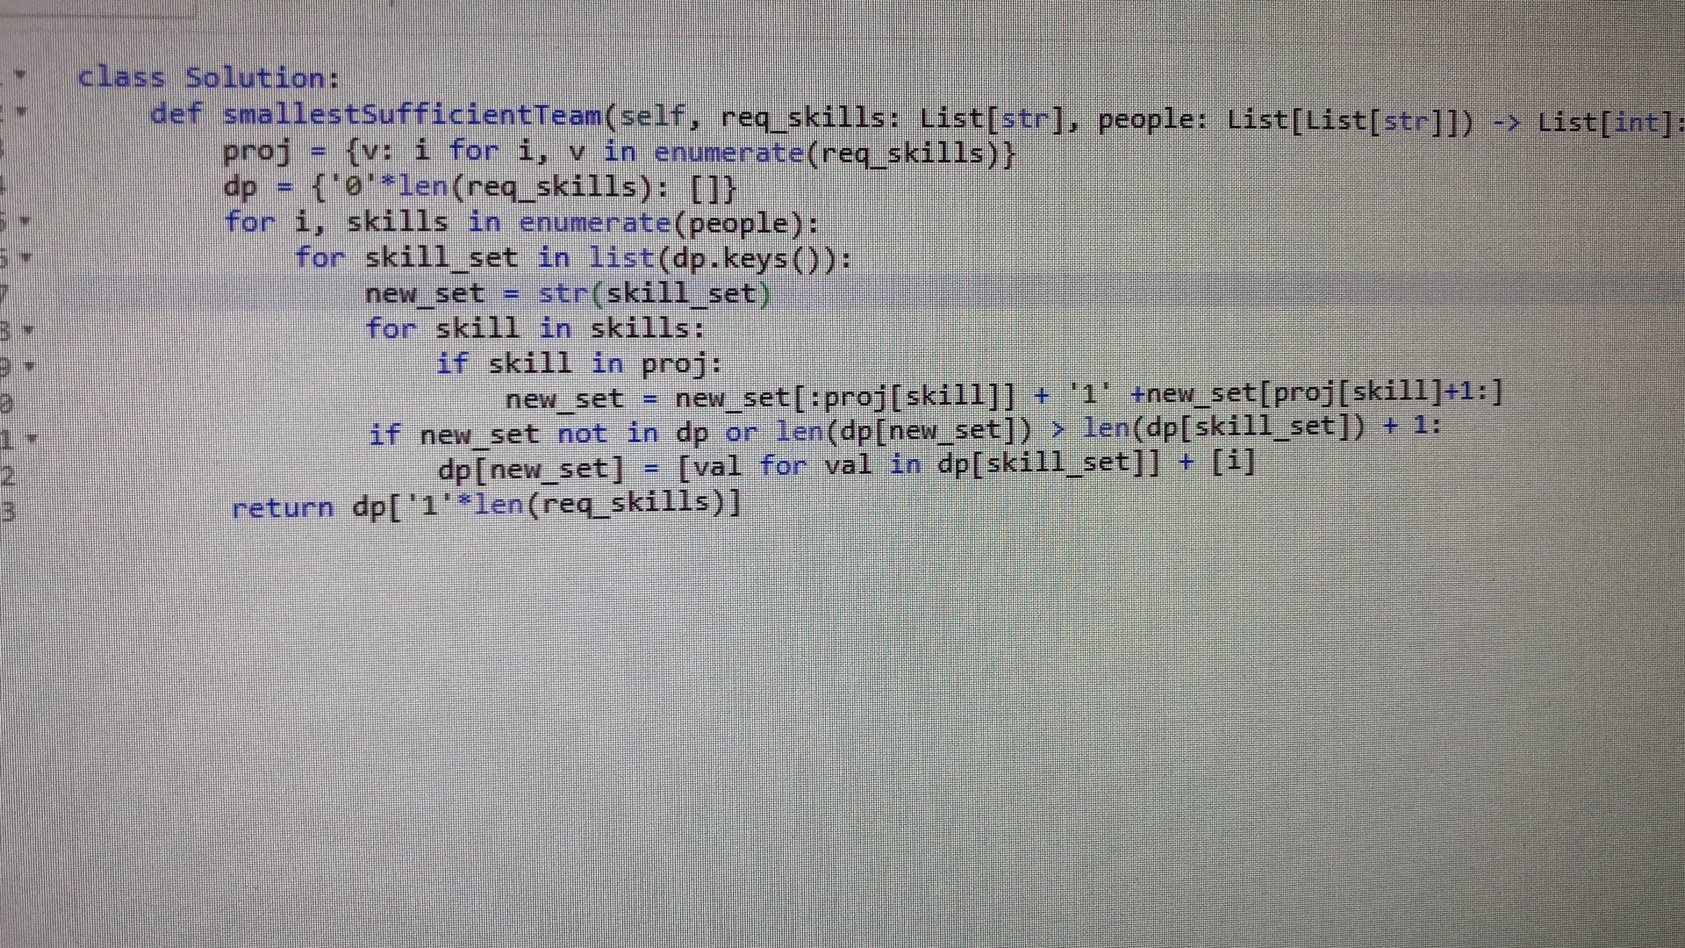 class Solution:
def smallestSufficientTeam(self, req_skills: List[str], people: List[List[str]]) -> List[int]:
proj = {v: i for i, v in enumerate(req_skills)}
dp = {'0'*len(req_skills): []}
for i, skills in enumerate(people):
for skill_set in list(dp.keys()):
new_set = str(skill_set)
for skill in skills:
if skill in proj:
new_set = new_set[:proj[skill]] + '1' +new_set[proj[skill]+1:]
if new_set not in dp or len(dp[new_set]) > len(dp[skill_set]) + 1:
dp[new_set] = [val for val in dp[skill_set]] + [i]
return dp['1'*len(req_skills)]